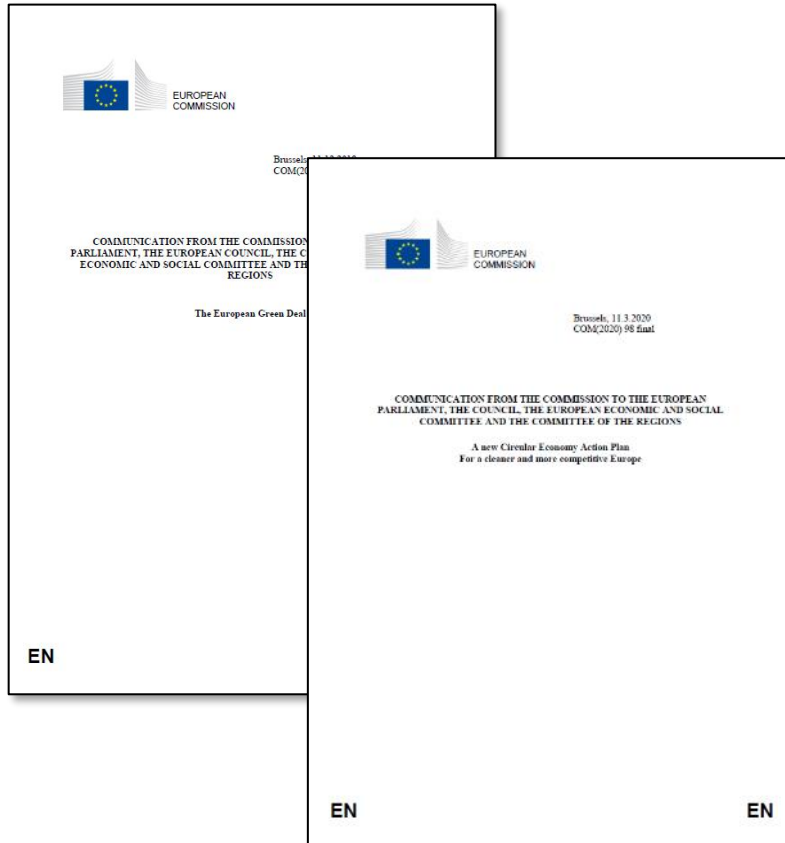 EUROPEAN
COMMISSION
Brussels
COM(20
COMMUNICATION FROM THE COMMISSION
PARLIAMENT, THE EUROPEAN COUNCIL, THE C
ECONOMIC AND SOCIAL COMMITTEE AND TH
REGIONS
The European Green Deal
EN
EUROPEAN
COMMISSION
Brussels, 11.3.2020
COM(2020) 98 final
COMMUNICATION FROM THE COMMISSION TO THE EUROPEAN
PARLIAMENT, THE COUNCIL, THE EUROPEAN ECONOMIC AND SOCIAL
COMMITTEE AND THE COMMITTEE OF THE REGIONS
A new Circular Economy Action Plan
For a cleaner and more competitive Europe
EN EN